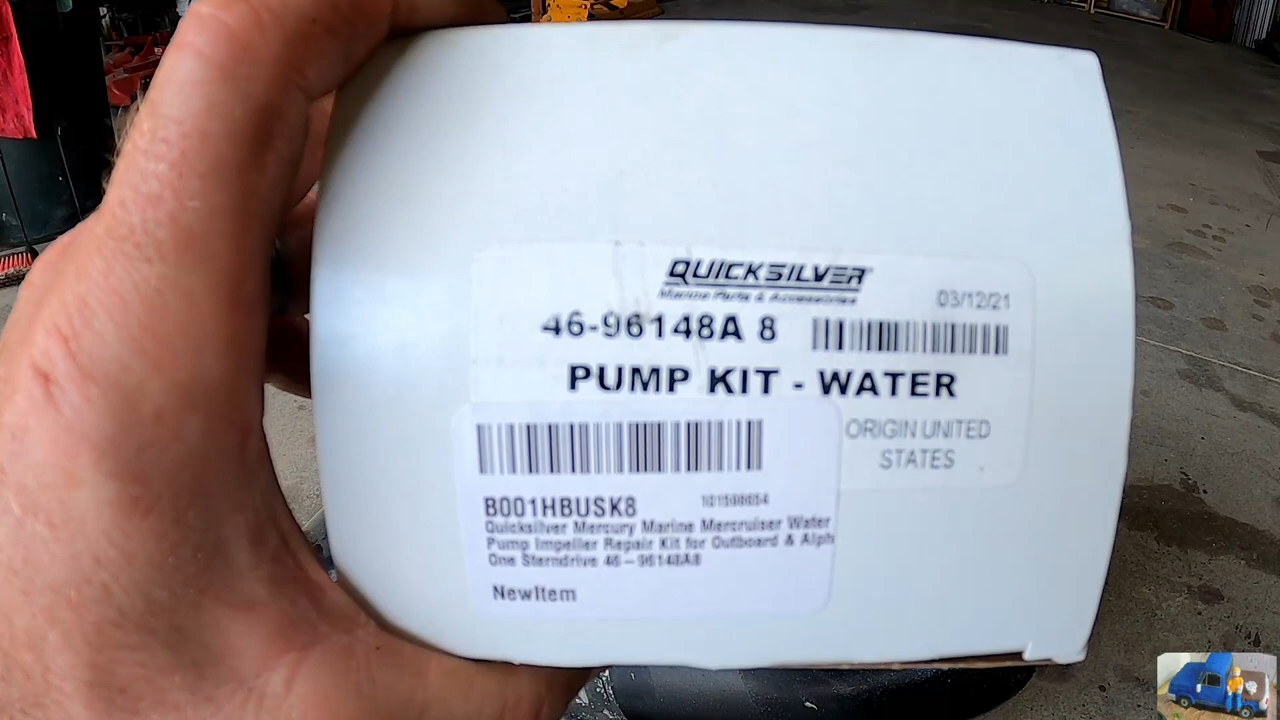 QUICKSILVER
Marine Parts & Accessories
03/12/21
46-96148A 8
PUMP KIT - WATER
ORIGIN UNITED
STATES
B001HBUSK8
101598654
Quicksilver Mercury Marine Mercruiser Water
Pump Impeller Repair Kit for Outboard & Alph
One Sterndrive 46-96148A8
NewItem